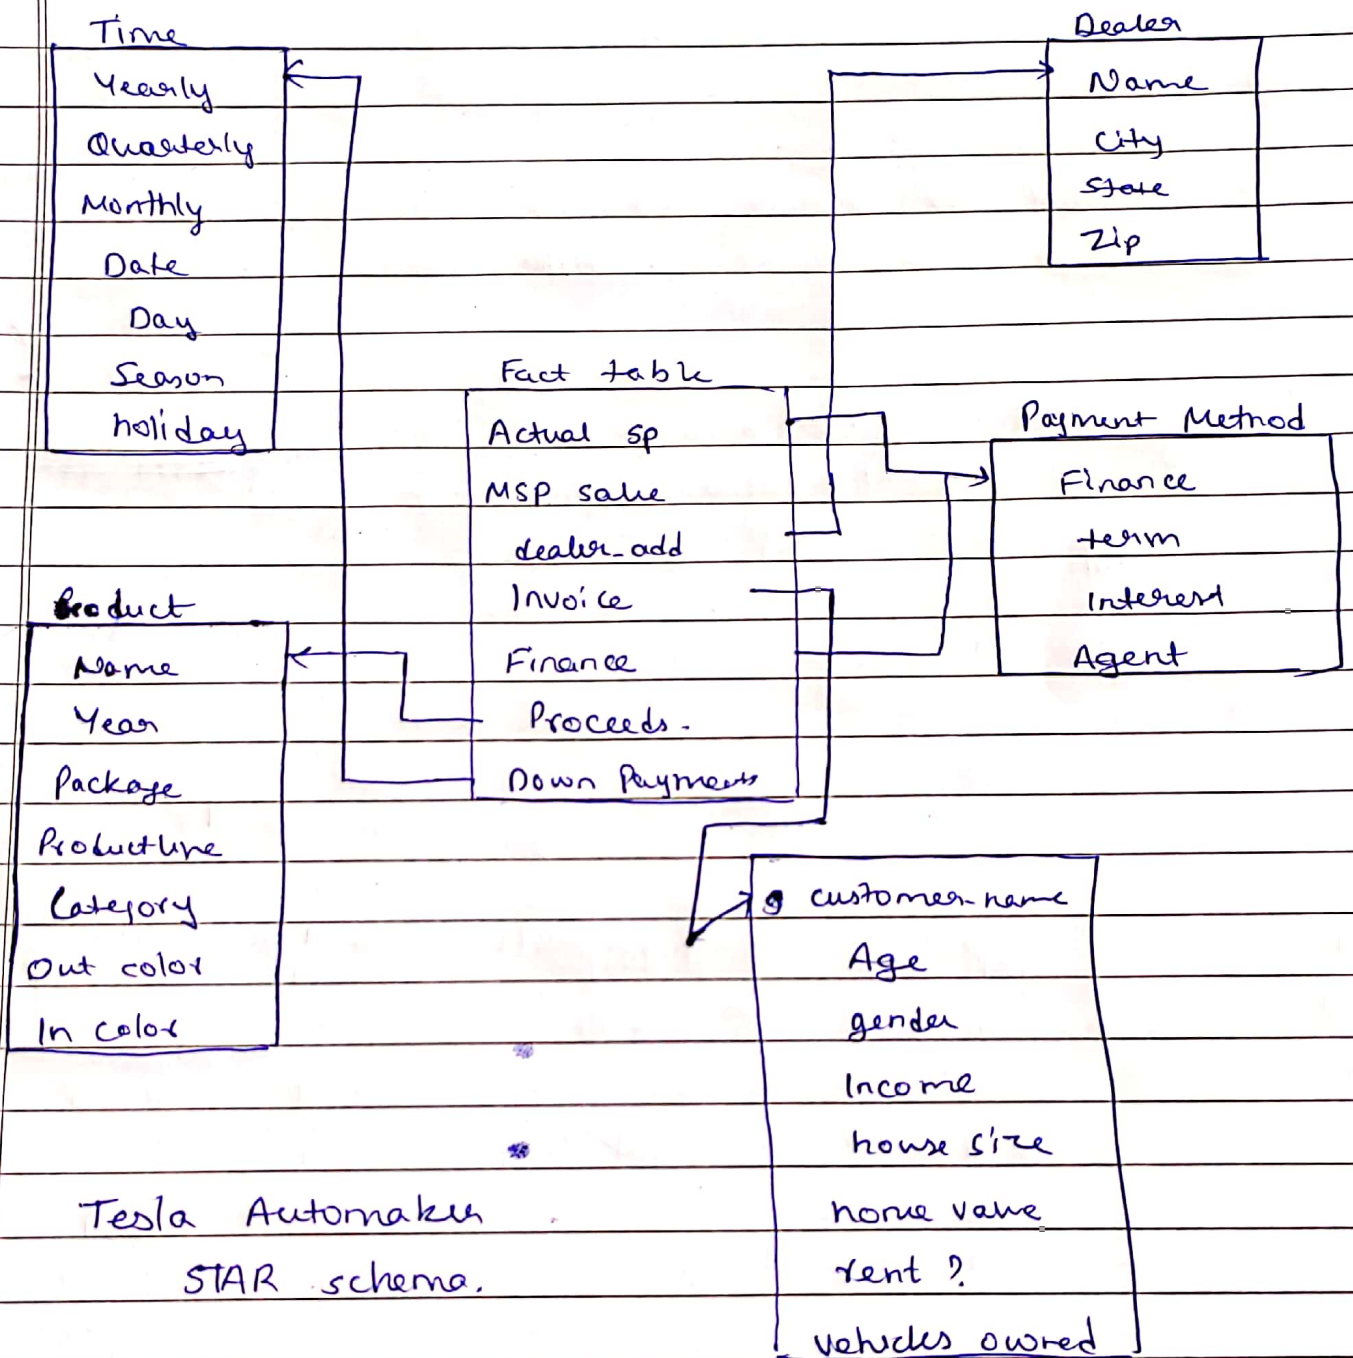 Time
Yearly
Quarterly
Monthly
Date
Day
Season
holiday
Dealer
Name
City
State
Zip
Fact table
Actual sp
MSP sale
dealer_add
Invoice
Finance
Proceeds.
Down Payments
Payment Method
Finance
term
Interest
Agent
Product
Name
Year
Package
Productline
Category
Out color
In color
customer_name
Age
gender
Income
house size
home value
rent ?
vehicles owned
Tesla Automaker
STAR schema.